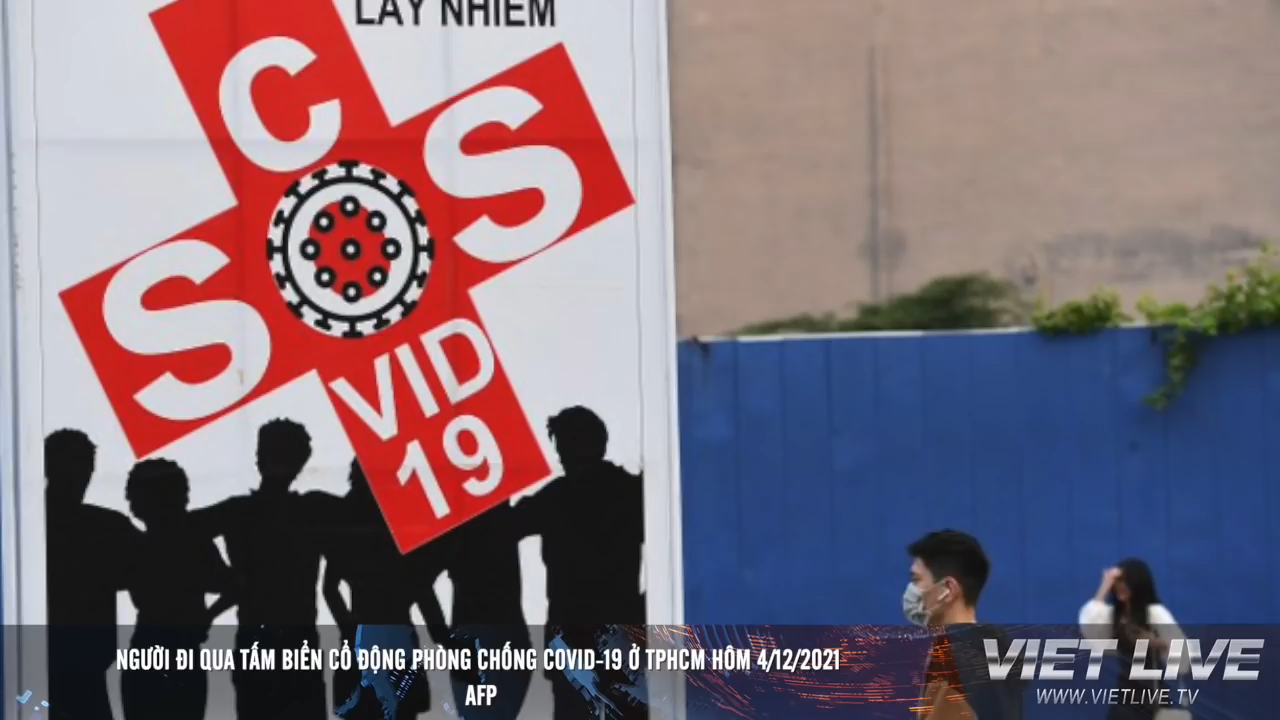 LÂY NHIỄM
C
S
S
VID
19
NGƯỜI ĐI QUA TẤM BIỂN CỔ ĐỘNG PHÒNG CHỐNG COVID-19 Ở TPHCM HÔM 4/12/2021
AFP
VIET LIVE
WWW.VIETLIVE.TV